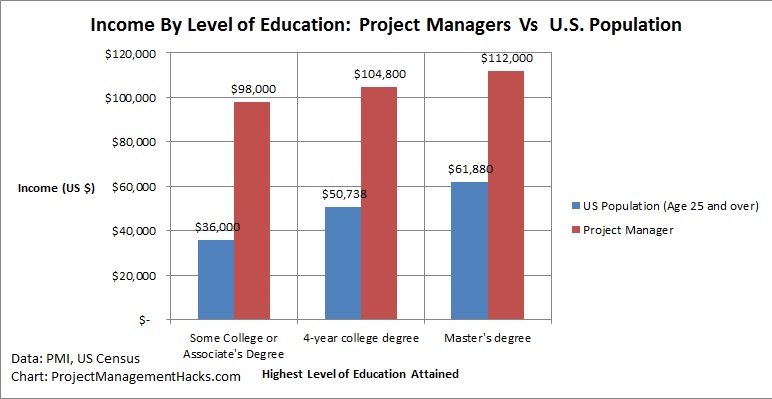 Income By Level of Education: Project Managers Vs U.S. Population
$120,000
$100,000
$80,000
$60,000
$40,000
$20,000
$-
Income (US $)
$36,000
$98,000
$50,738
$104,800
$61,880
$112,000
US Population (Age 25 and over)
Project Manager
Some College or
Associate's Degree
4-year college degree
Master's degree
Highest Level of Education Attained
Data: PMI, US Census
Chart: ProjectManagementHacks.com